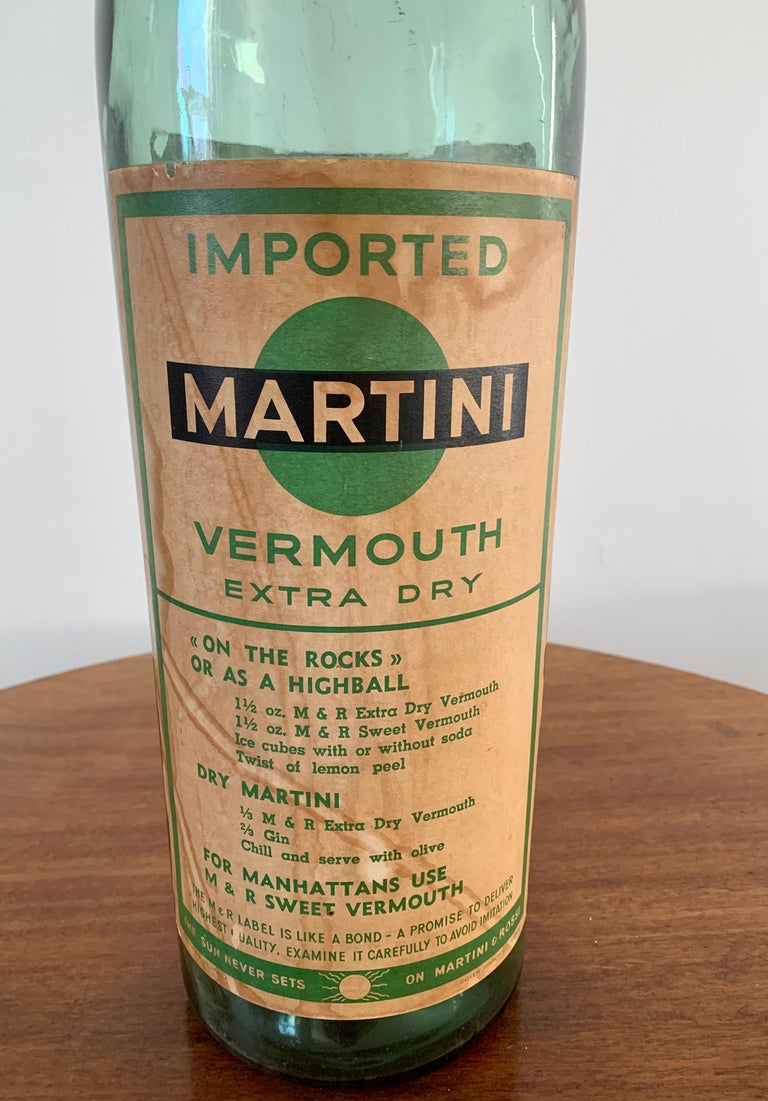 IMPORTED
MARTINI
VERMOUTH
EXTRA DRY
« ON THE ROCKS »
OR AS A HIGHBALL
1½ oz. M & R Extra Dry Vermouth
1½ oz. M & R Sweet Vermouth
Ice cubes with or without soda
Twist of lemon peel
DRY MARTINI
⅓ M & R Extra Dry Vermouth
⅔ Gin
Chill and serve with olive
FOR MANHATTANS USE
M & R SWEET VERMOUTH
THE M & R LABEL IS LIKE A BOND - A PROMISE TO DELIVER
HIGHEST QUALITY. EXAMINE IT CAREFULLY TO AVOID IMITATION
THE SUN NEVER SETS ON MARTINI & ROSSI